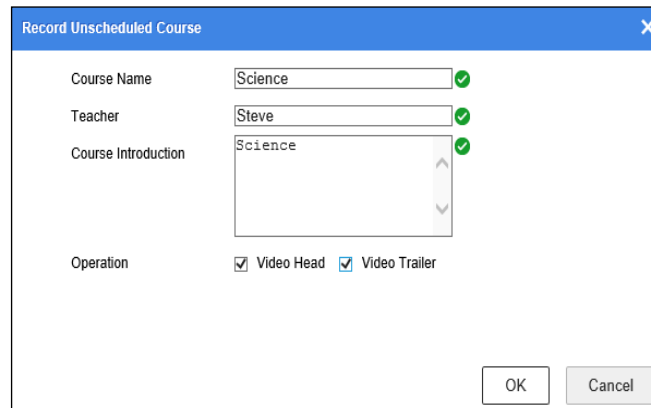 Record Unscheduled Course
Course Name Science
Teacher Steve
Course Introduction Science
Operation Video Head Video Trailer
OK Cancel